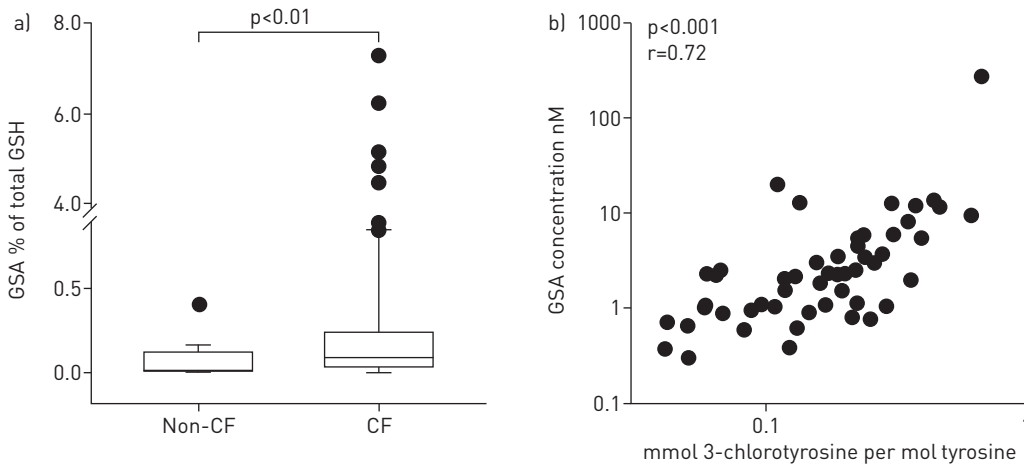 a)
8.0
6.0
4.0
0.5
0.0
GSA % of total GSH
p<0.01
Non-CF
CF
b)
1000
100
10
1
0.1
GSA concentration nM
p<0.001
r=0.72
0.1
mmol 3-chlorotyrosine per mol tyrosine